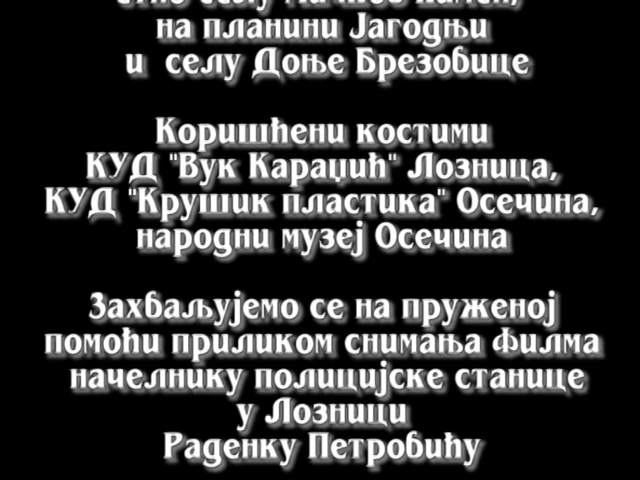 на планини Јагодњи
и селу Доње Брезовице
Коришћени костими
КУД "Вук Караџић" Лозница,
КУД "Крушик пластика" Осечина,
народни музеј Осечина
Захваљујемо се на пруженој
помоћи приликом снимања филма
начелнику полицијске станице
у Лозници
Раденку Петровићу